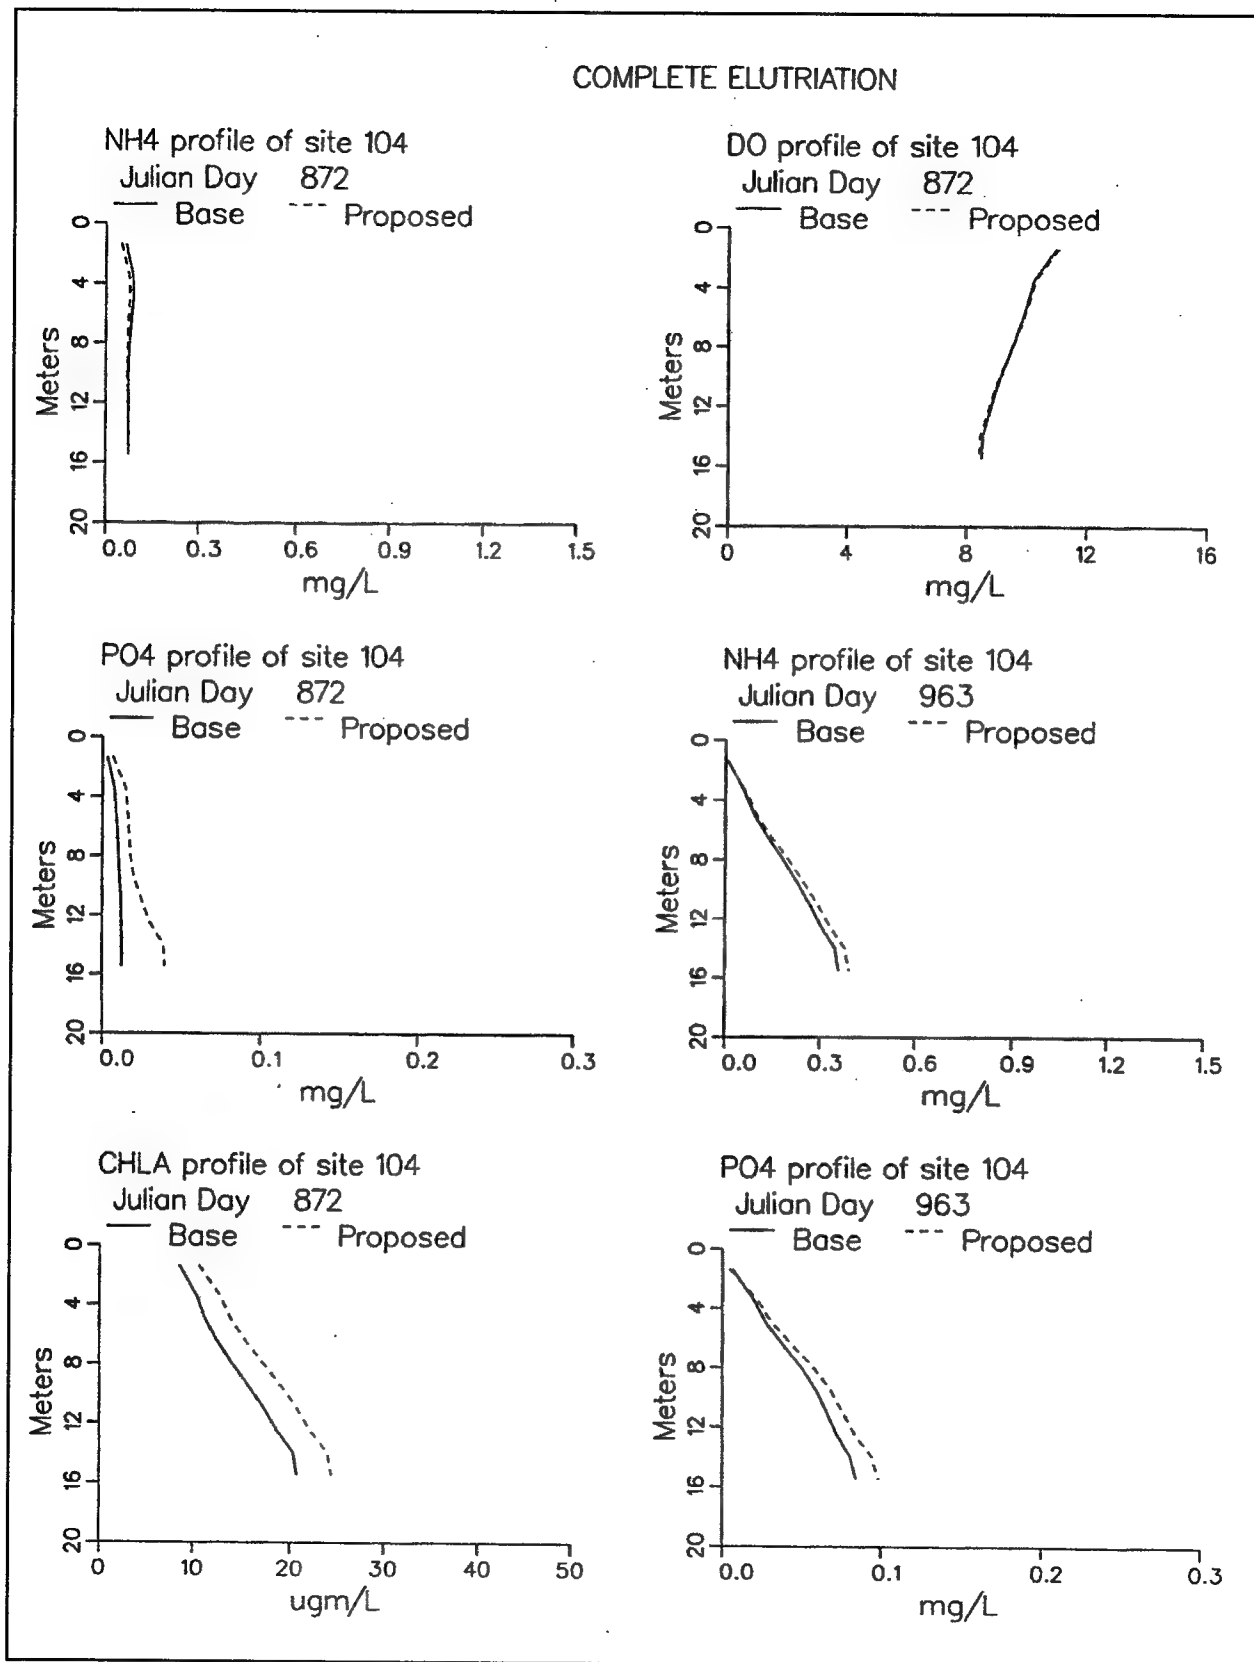 COMPLETE ELUTRIATION
NH4 profile of site 104
Julian Day 872
Base Proposed
0
4
8
12
16
20
Meters
0.0 0.3 0.6 0.9 1.2 1.5
mg/L
DO profile of site 104
Julian Day 872
Base Proposed
0
4
8
12
16
20
Meters
0 4 8 12 16
mg/L
PO4 profile of site 104
Julian Day 872
Base Proposed
0
4
8
12
16
20
Meters
0.0 0.1 0.2 0.3
mg/L
NH4 profile of site 104
Julian Day 963
Base Proposed
0
4
8
12
16
20
Meters
0.0 0.3 0.6 0.9 1.2 1.5
mg/L
CHLA profile of site 104
Julian Day 872
Base Proposed
0
4
8
12
16
20
Meters
0 10 20 30 40 50
ugm/L
PO4 profile of site 104
Julian Day 963
Base Proposed
0
4
8
12
16
20
Meters
0.0 0.1 0.2 0.3
mg/L